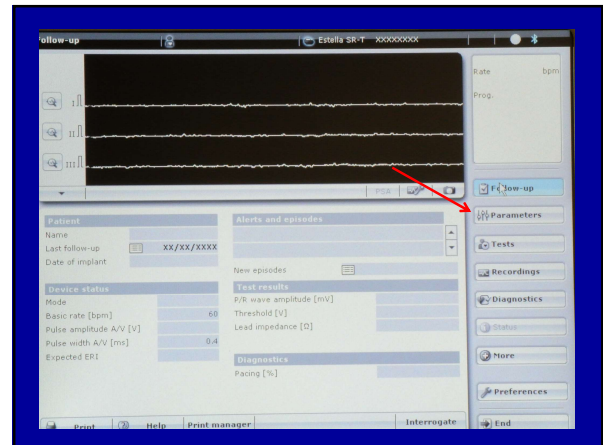 ollow-up Estella SR-T XXXXXXXX
Rate bpm
Prog.
I
II
III
PSA
Follow-up
Parameters
Tests
Recordings
Diagnostics
Status
More
Preferences
End
Patient
Name
Last follow-up XX/XX/XXXX
Date of implant
Device status
Mode
Basic rate [bpm] 60
Pulse amplitude A/V [V]
Pulse width A/V [ms] 0.4
Expected ERI
Alerts and episodes
New episodes
Test results
P/R wave amplitude [mV]
Threshold [V]
Lead impedance [Ω]
Diagnostics
Pacing [%]
Print Help Print manager Interrogate